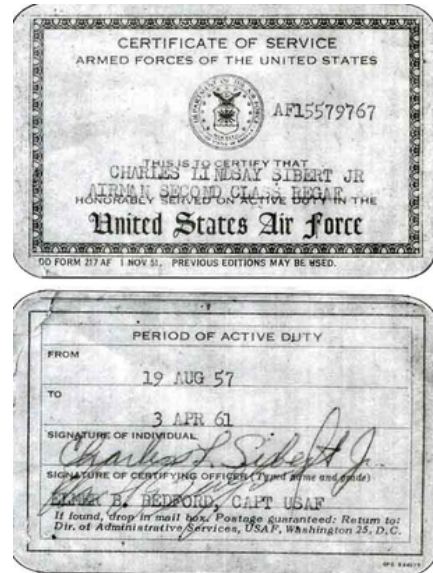 CERTIFICATE OF SERVICE
ARMED FORCES OF THE UNITED STATES
AF15579767
THIS IS TO CERTIFY THAT
CHARLES LINDSAY SIBERT JR
AIRMAN SECOND CLASS REGAF
HONORABLY SERVED ON ACTIVE DUTY IN THE
United States Air Force
DD FORM 217 AF 1 NOV 51. PREVIOUS EDITIONS MAY BE USED.
PERIOD OF ACTIVE DUTY
FROM
19 AUG 57
TO
3 APR 61
SIGNATURE OF INDIVIDUAL
Charles L. Sibert Jr.
SIGNATURE OF CERTIFYING OFFICER (Typed name and grade)
ELMER B. BEDFORD, CAPT USAF
If found, drop in mail box. Postage guaranteed: Return to:
Dir. of Administrative Services, USAF, Washington 25, D.C.